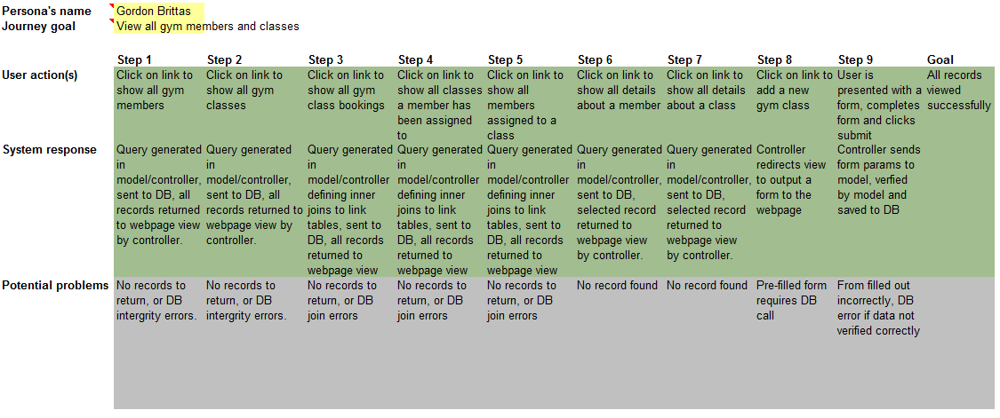 Persona's name Gordon Brittas
Journey goal View all gym members and classes
Step 1 Step 2 Step 3 Step 4 Step 5 Step 6 Step 7 Step 8 Step 9 Goal
User action(s)
Click on link to
show all gym
members
Click on link to
show all gym
classes
Click on link to
show all gym
class bookings
Click on link to
show all classes
a member has
been assigned
to
Click on link to
show all
members
assigned to a
class
Click on link to
show all details
about a member
Click on link to
show all details
about a class
Click on link to
add a new
gym class
User is
presented with a
form, completes
form and clicks
submit
All records
viewed
successfully
System response
Query generated
in
model/controller,
sent to DB, all
records returned
to webpage view
by controller.
Query generated
in
model/controller,
sent to DB, all
records returned to
webpage view by
controller.
Query generated
in
model/controller
defining inner
joins to link
tables, sent to
DB, all records
returned to
webpage view
Query generated
in
model/controller
defining inner
joins to link
tables, sent to
DB, all records
returned to
webpage view
Query generated
in
model/controller
defining inner
joins to link
tables, sent to
DB, all records
returned to
webpage view
Query generated
in
model/controller,
sent to DB,
selected record
returned to
webpage view
by controller.
Query generated
in
model/controller,
sent to DB,
selected record
returned to
webpage view
by controller.
Controller
redirects view
to output a
form to the
webpage
Controller sends
form params to
model, verfied
by model and
saved to DB
Potential problems
No records to
return, or DB
intergrity errors.
No records to
return, or DB
intergrity errors.
No records to
return, or DB
join errors
No records to
return, or DB
join errors
No records to
return, or DB
join errors
No record found
No record found
Pre-filled form
requires DB
call
From filled out
incorrectly, DB
error if data not
verified correctly